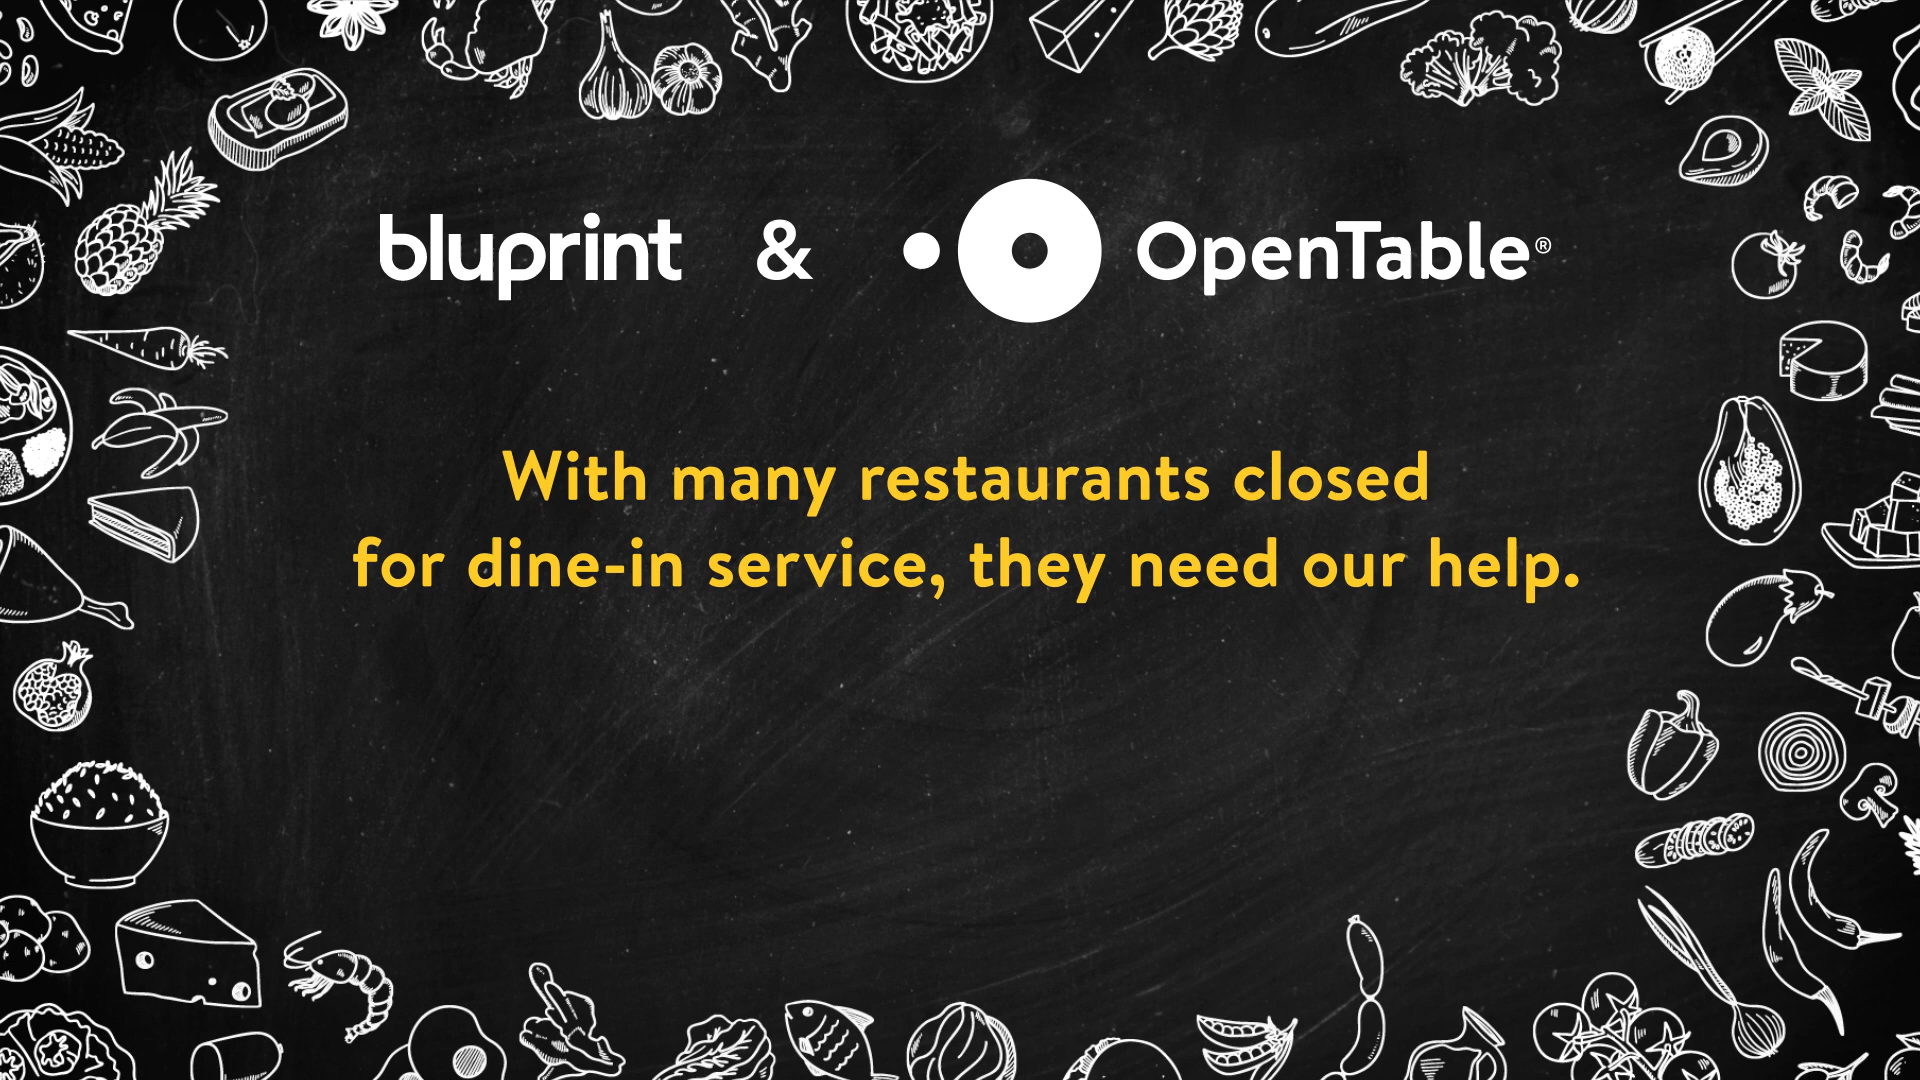 bluprint & OpenTable®
With many restaurants closed
for dine-in service, they need our help.